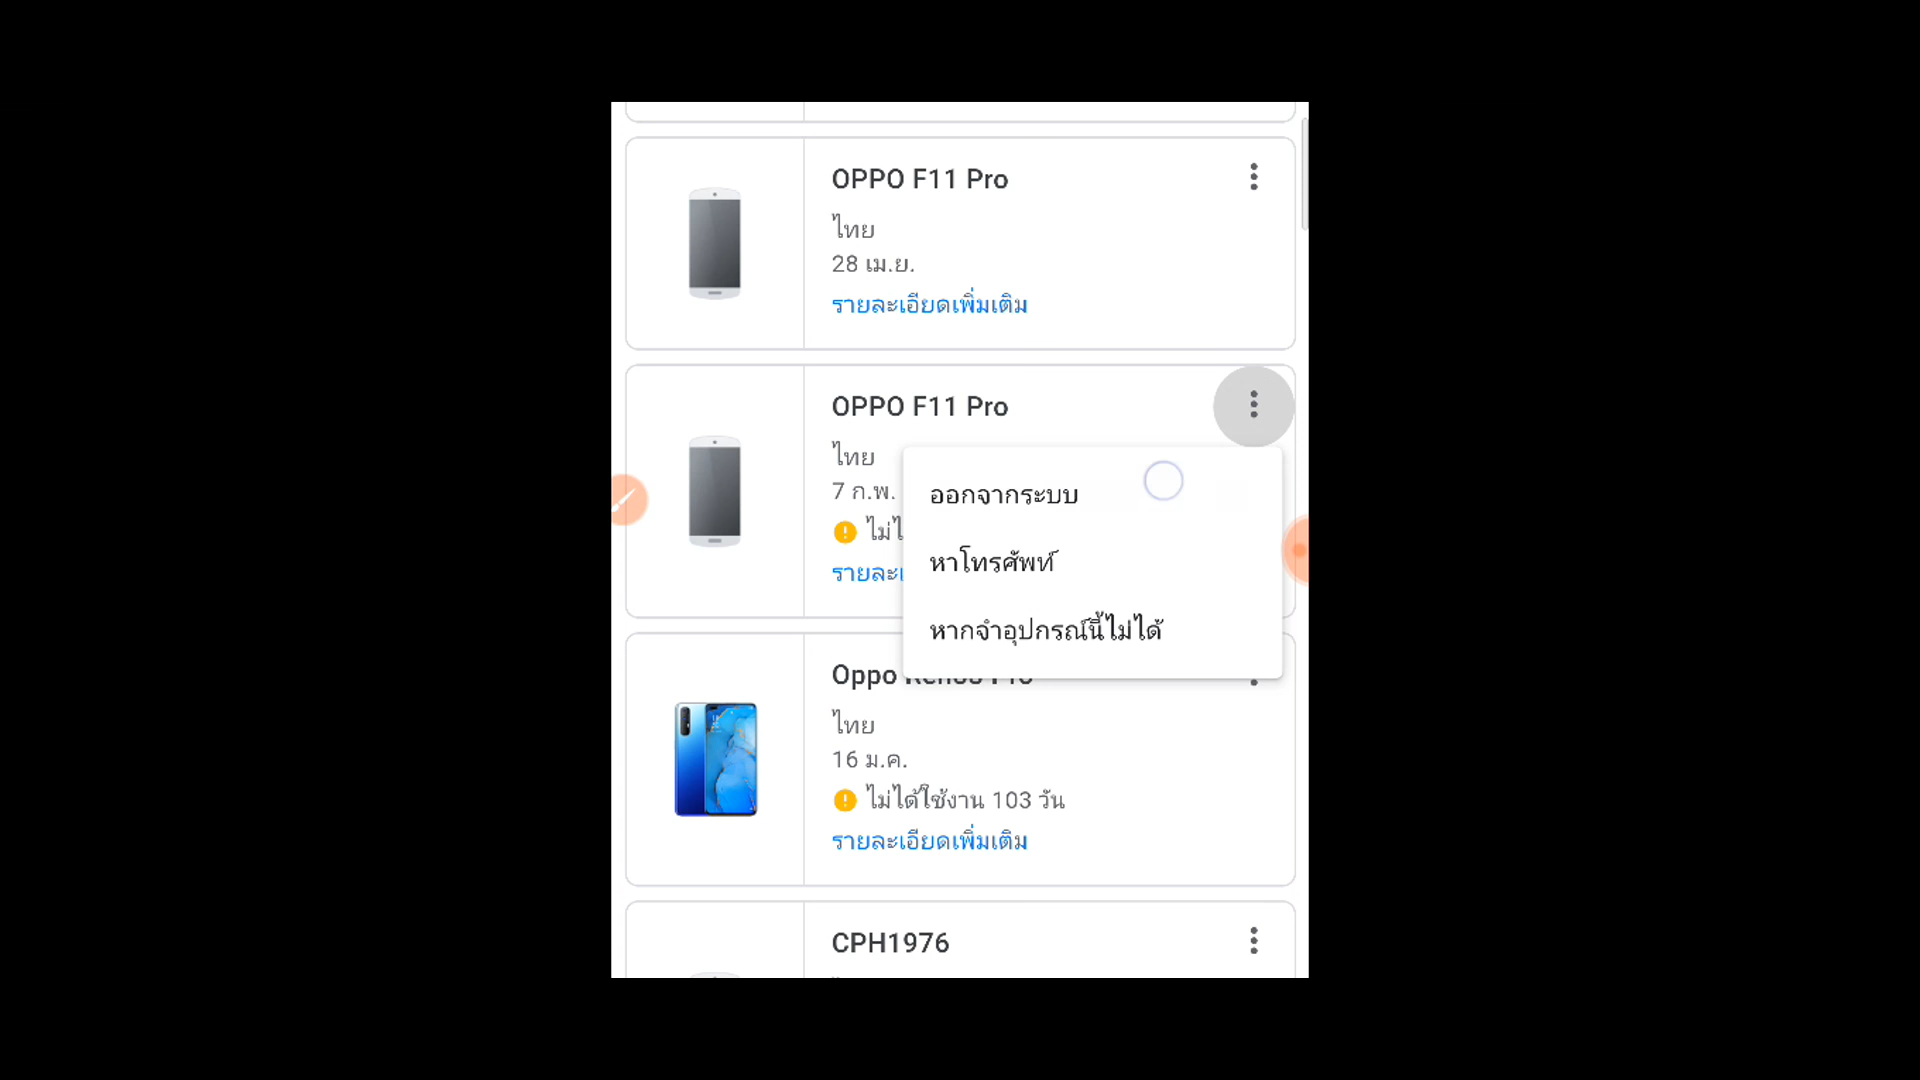 OPPO F11 Pro
ไทย
28 เม.ย.
รายละเอียดเพิ่มเติม
OPPO F11 Pro
ไทย
7 ก.พ.
ออกจากระบบ
หาโทรศัพท์
หากจำอุปกรณ์นี้ไม่ได้
Oppo
ไทย
16 ม.ค.
ไม่ได้ใช้งาน 103 วัน
รายละเอียดเพิ่มเติม
CPH1976